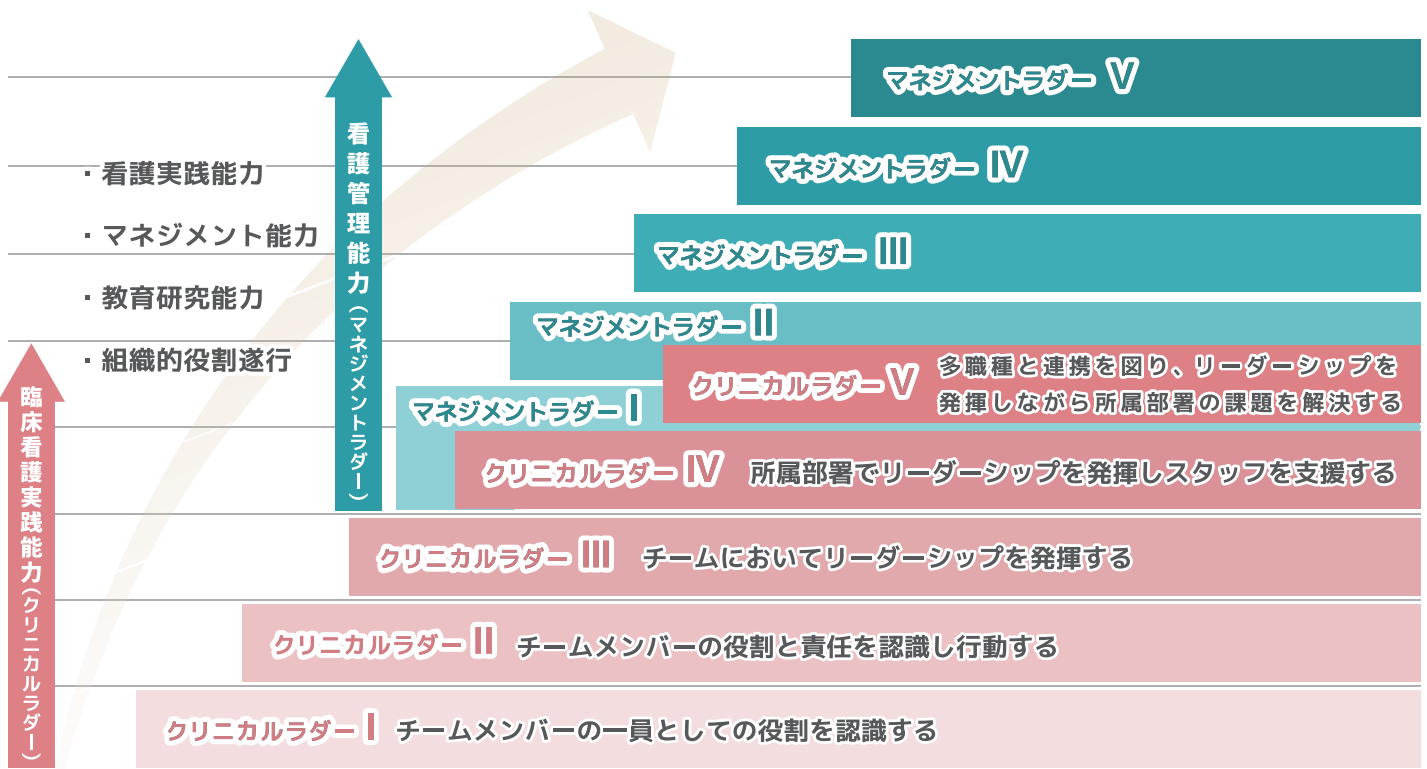 マネジメントラダー Ⅴ
マネジメントラダー Ⅳ
マネジメントラダー Ⅲ
マネジメントラダー Ⅱ
マネジメントラダー Ⅰ
看護管理能力(マネジメントラダー)
・看護実践能力
・マネジメント能力
・教育研究能力
・組織的役割遂行
臨床看護実践能力(クリニカルラダー)
クリニカルラダー Ⅴ
多職種と連携を図り、リーダーシップを
発揮しながら所属部署の課題を解決する
クリニカルラダー Ⅳ 所属部署でリーダーシップを発揮しスタッフを支援する
クリニカルラダー Ⅲ チームにおいてリーダーシップを発揮する
クリニカルラダー Ⅱ チームメンバーの役割と責任を認識し行動する
クリニカルラダー Ⅰ チームメンバーの一員としての役割を認識する